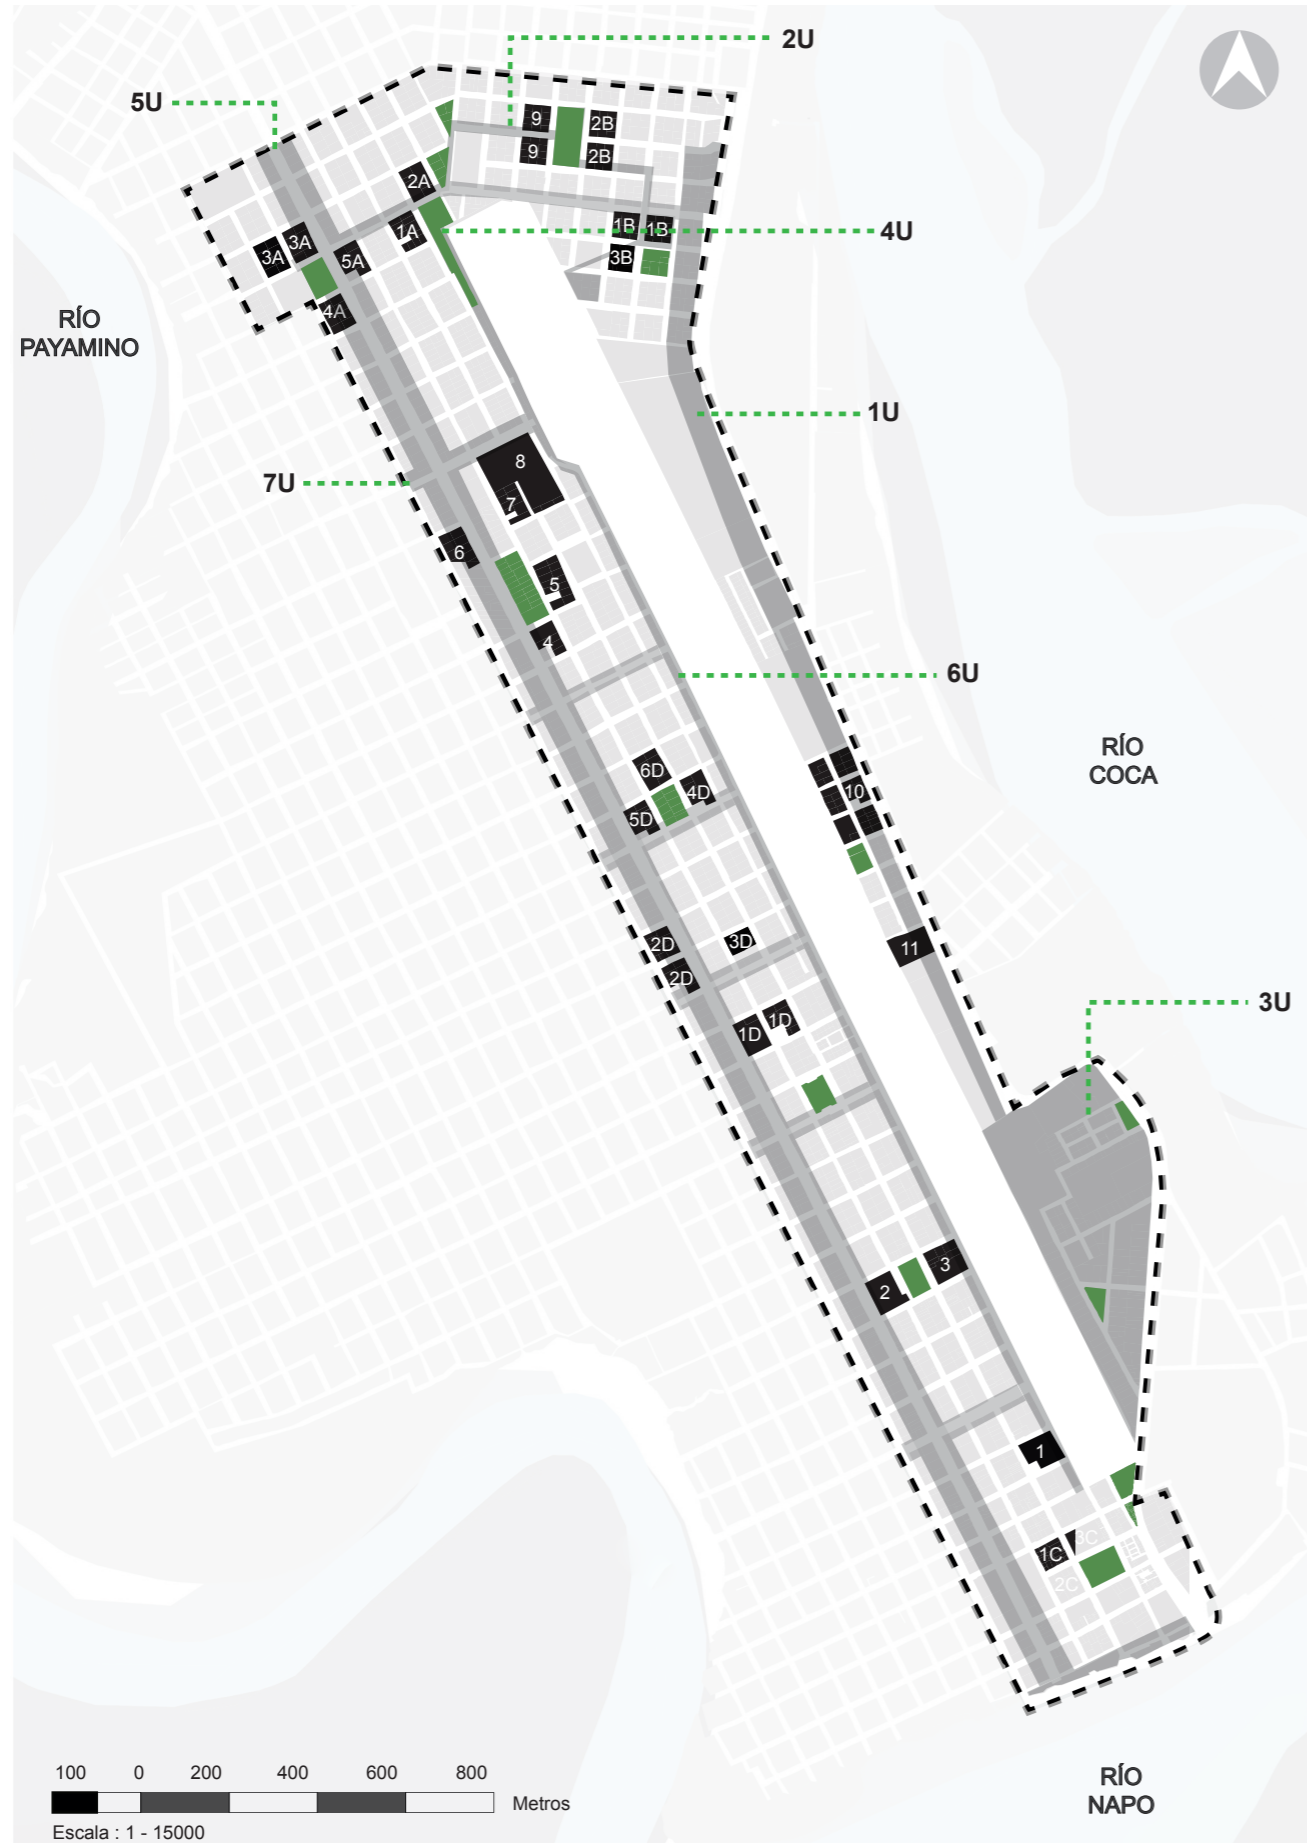 2U
5U
9
2B
9
2B
2A
1A
1B
1B
4U
3A
3A
5A
3B
4A
RÍO
PAYAMINO
1U
8
7U
7
6
5
4
6U
6D
4D
5D
10
RÍO
COCA
2D
3D
11
2D
1D
1D
3U
3
2
1
3C
1C
2C
100 0 200 400 600 800
Metros
Escala : 1 - 15000
RÍO
NAPO